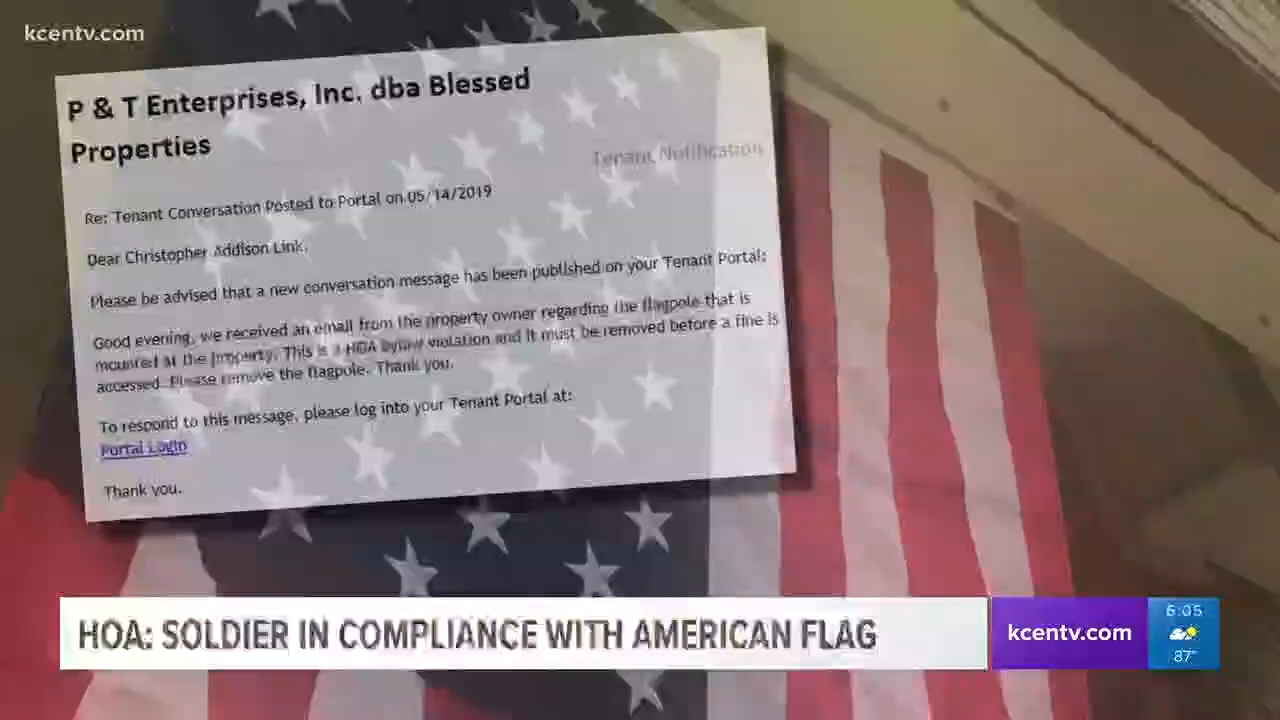 kcentv.com
P & T Enterprises, Inc. dba Blessed
Properties
Tenant Notification
Re: Tenant Conversation Posted to Portal on 05/14/2019
Dear Christopher Addison Link,
Please be advised that a new conversation message has been published on your Tenant Portal:
Good evening, we received an email from the property owner regarding the flagpole that is
mounted at the property. This is a HOA bylaw violation and it must be removed before a fine is
accessed. Please remove the flagpole. Thank you.
To respond to this message, please log into your Tenant Portal at:
Portal Login
Thank you.
HOA: SOLDIER IN COMPLIANCE WITH AMERICAN FLAG
kcentv.com
6:05
87°